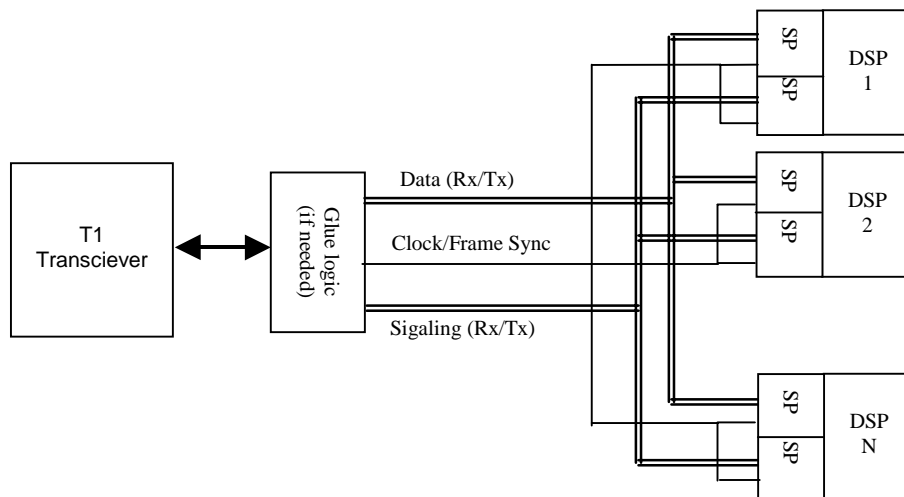 T1
Transciever
Glue logic
(if needed)
Data (Rx/Tx)
Clock/Frame Sync
Sigaling (Rx/Tx)
SP
SP
DSP
1
SP
SP
DSP
2
SP
SP
DSP
N